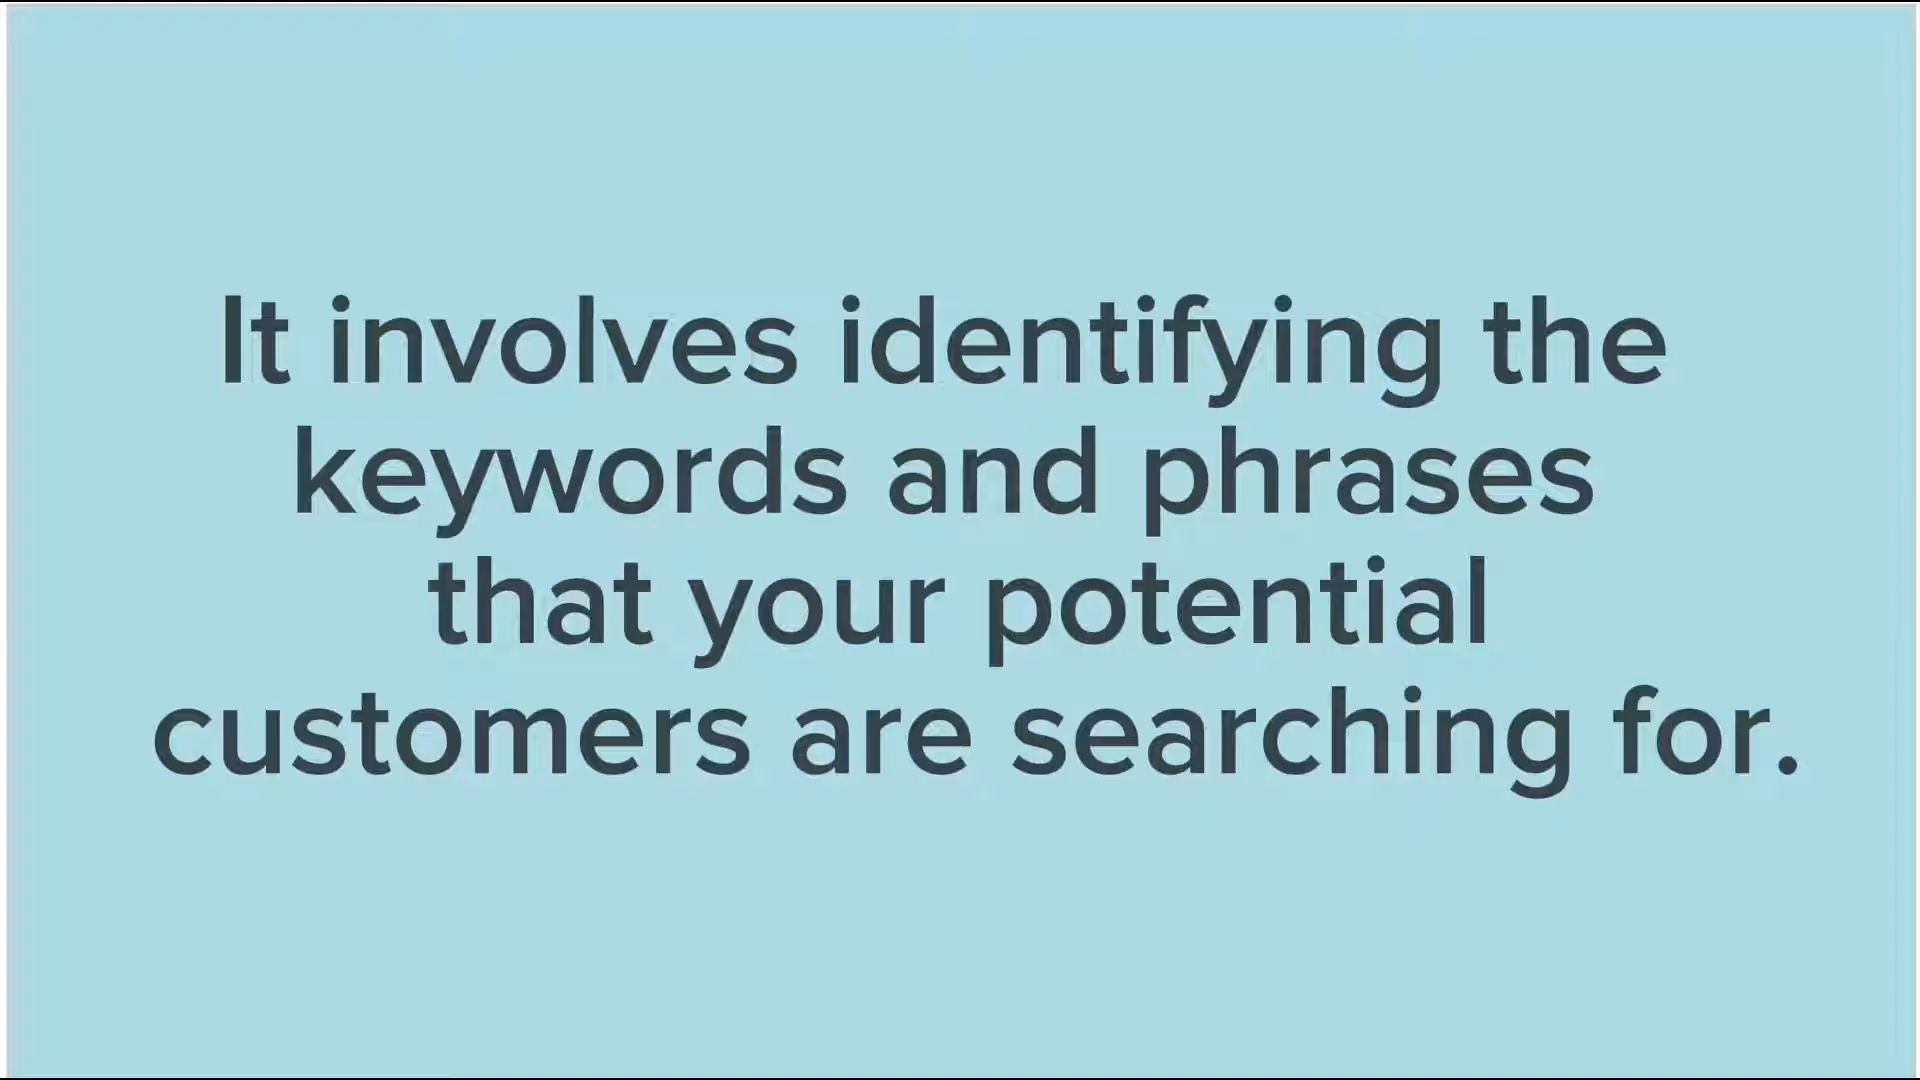 It involves identifying the
keywords and phrases
that your potential
customers are searching for.